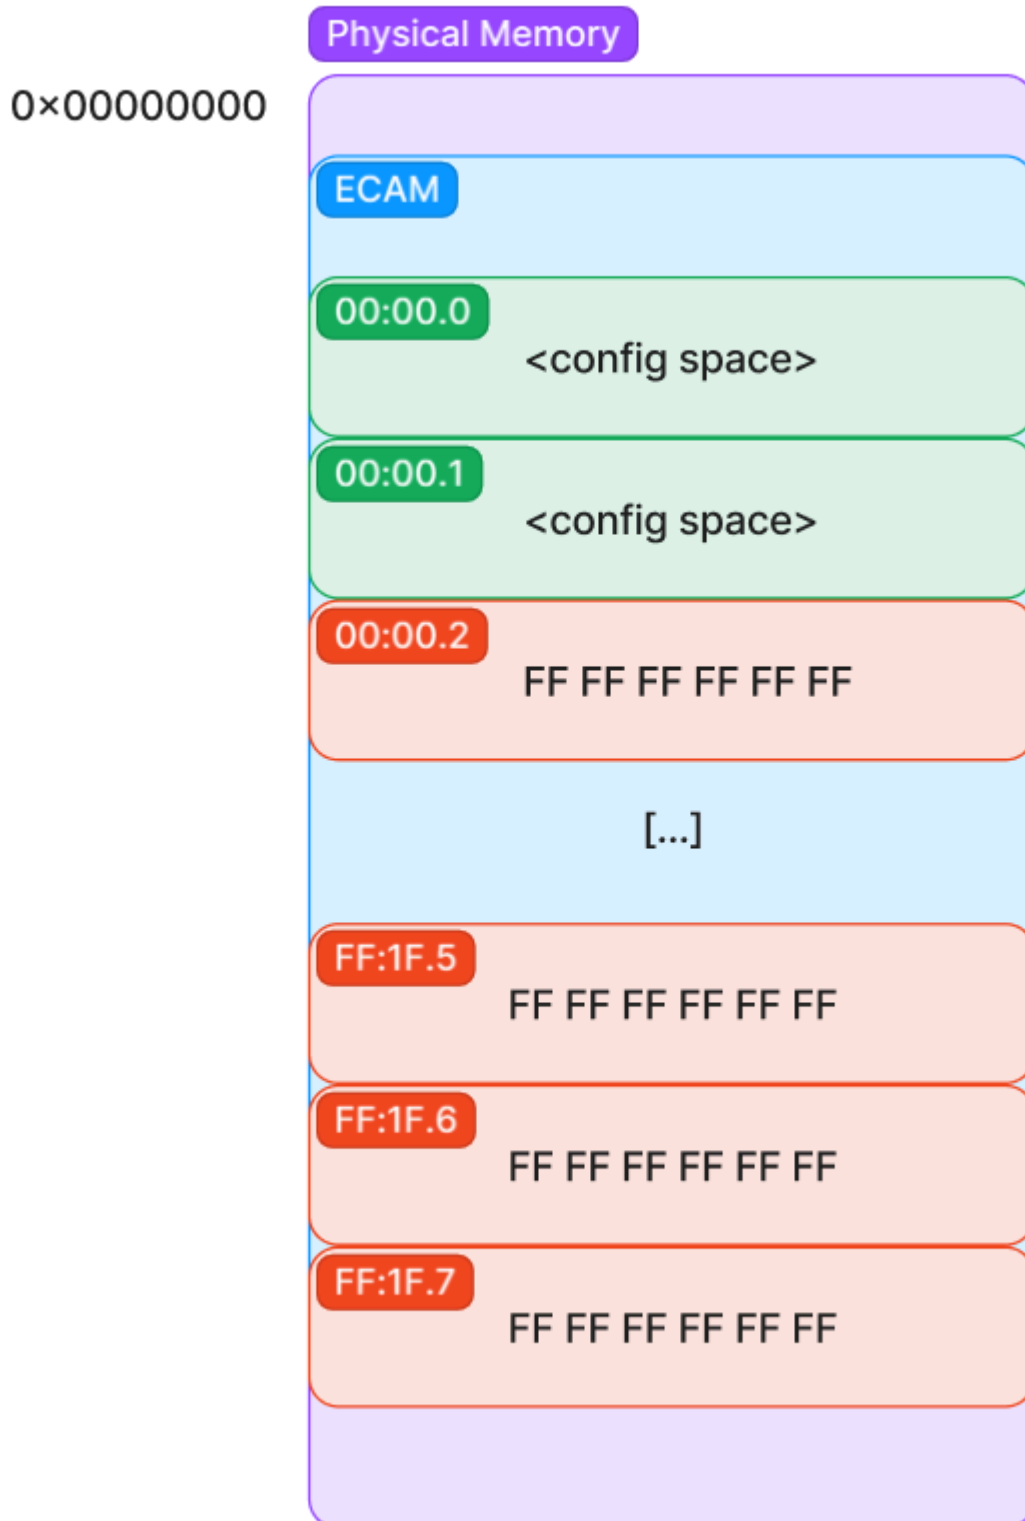 Physical Memory
0×00000000
ECAM
00:00.0
<config space>
00:00.1
<config space>
00:00.2
FF FF FF FF FF FF
[...]
FF:1F.5
FF FF FF FF FF FF
FF:1F.6
FF FF FF FF FF FF
FF:1F.7
FF FF FF FF FF FF